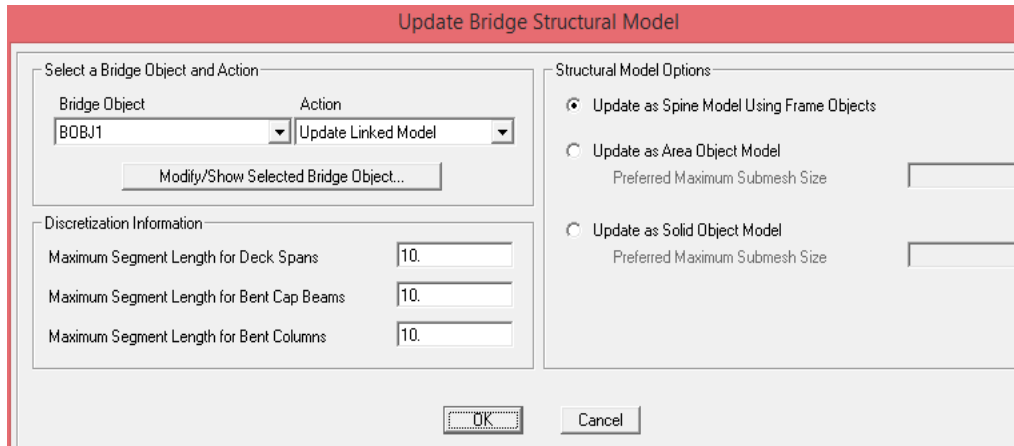 Update Bridge Structural Model
Select a Bridge Object and Action
Bridge Object
Action
BOBJ1
Update Linked Model
Modify/Show Selected Bridge Object...
Discretization Information
Maximum Segment Length for Deck Spans
10.
Maximum Segment Length for Bent Cap Beams
10.
Maximum Segment Length for Bent Columns
10.
Structural Model Options
Update as Spine Model Using Frame Objects
Update as Area Object Model
Preferred Maximum Submesh Size
Update as Solid Object Model
Preferred Maximum Submesh Size
OK
Cancel